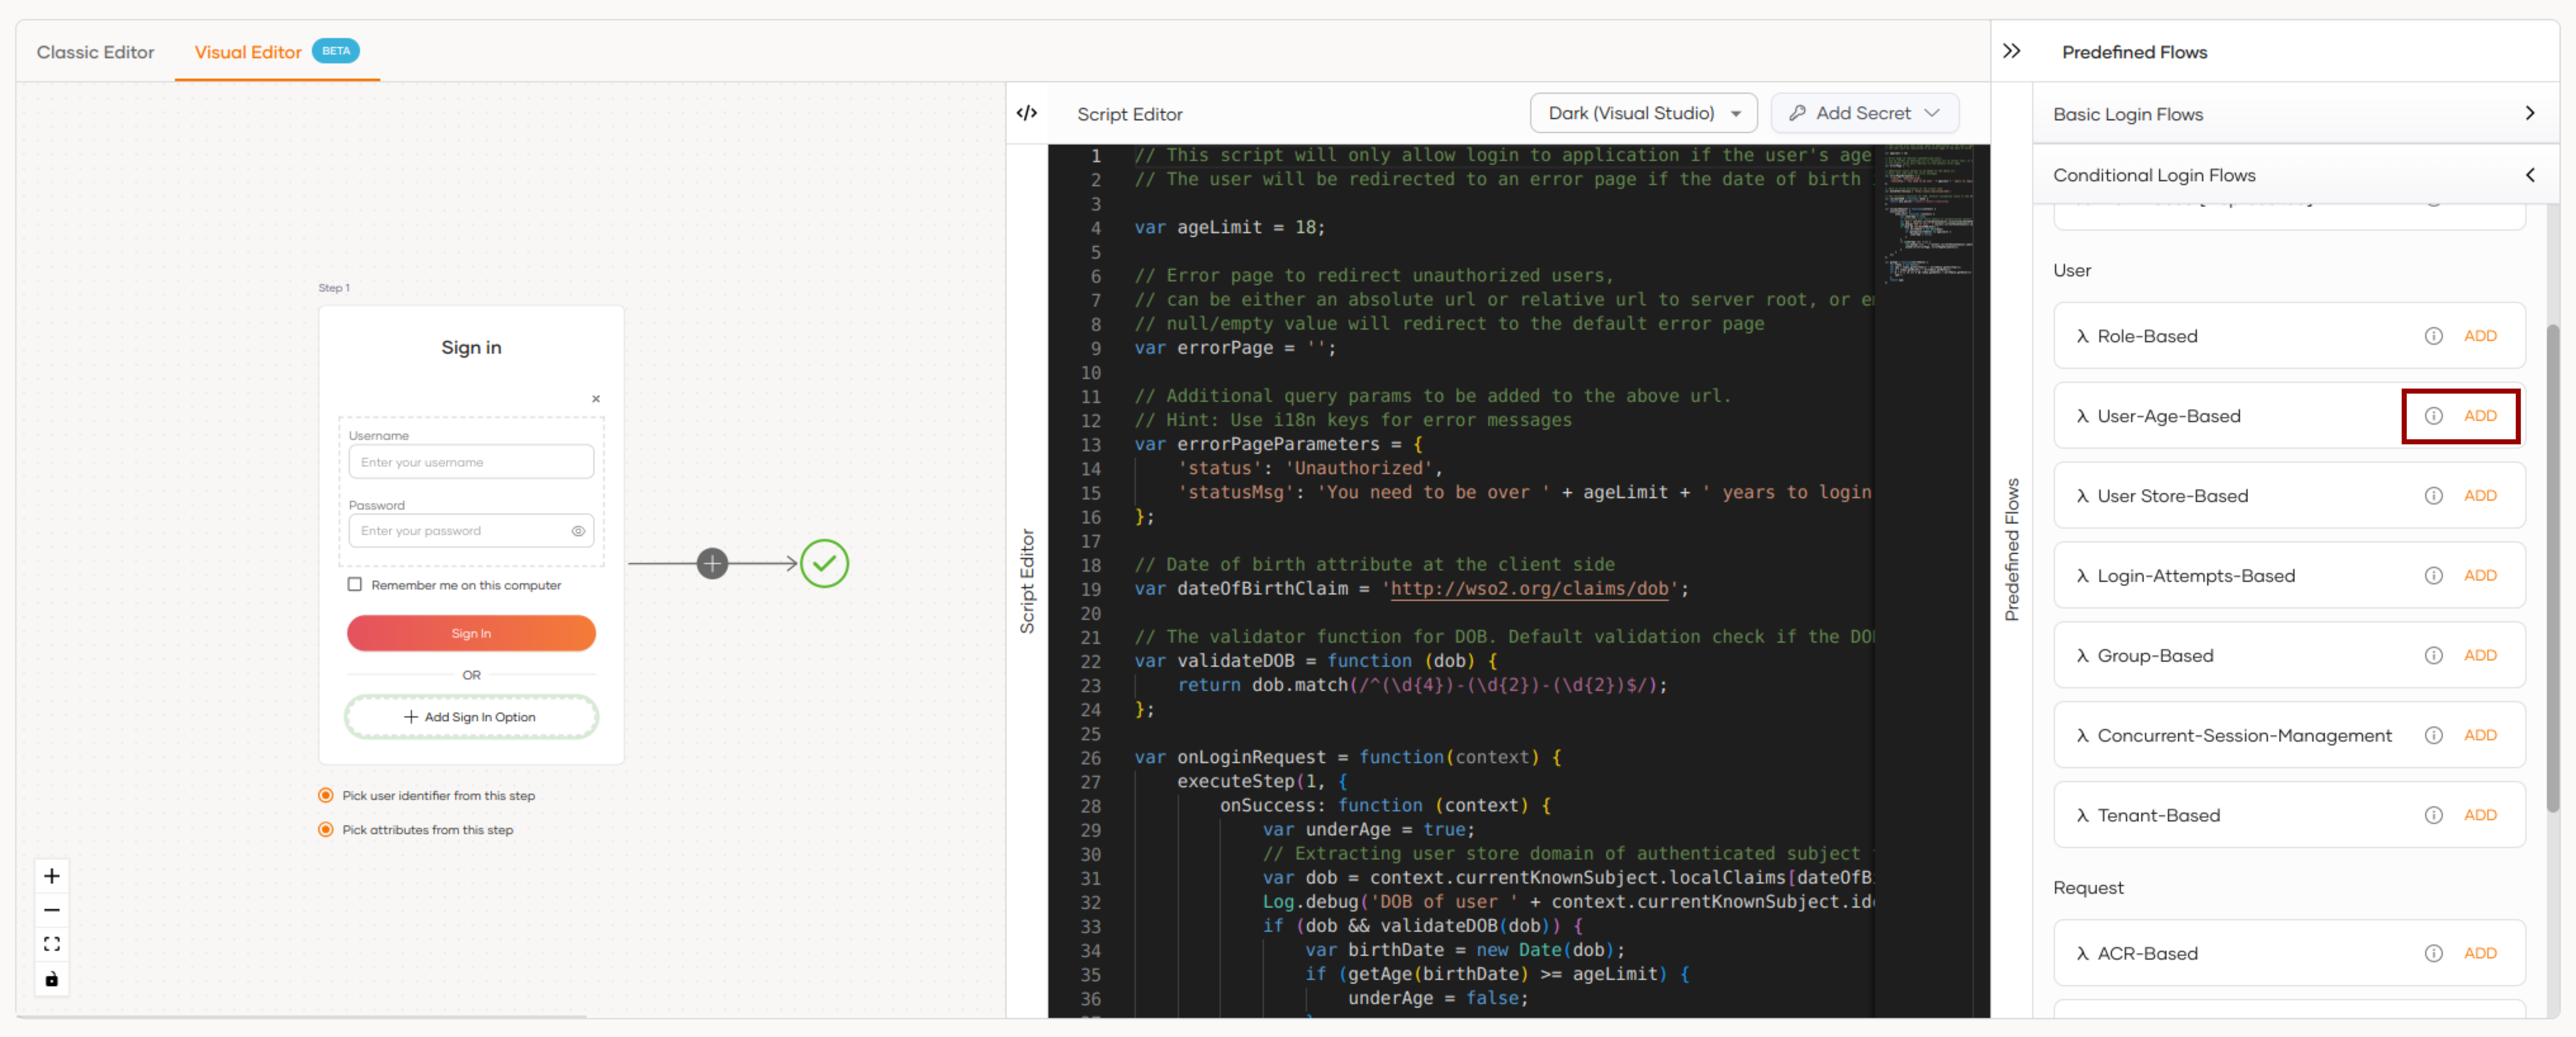 Classic Editor
Visual Editor BETA
Step 1
Sign in
×
Username
Enter your username
Password
Enter your password
Remember me on this computer
Sign In
OR
+ Add Sign In Option
Pick user identifier from this step
Pick attributes from this step
</> Script Editor
Dark (Visual Studio)
Add Secret
Script Editor
1 // This script will only allow login to application if the user's age
2 // The user will be redirected to an error page if the date of birth
3
4 var ageLimit = 18;
5
6 // Error page to redirect unauthorized users,
7 // can be either an absolute url or relative url to server root, or
8 // null/empty value will redirect to the default error page
9 var errorPage = '';
10
11 // Additional query params to be added to the above url.
12 // Hint: Use i18n keys for error messages
13 var errorPageParameters = {
14 'status': 'Unauthorized',
15 'statusMsg': 'You need to be over ' + ageLimit + ' years to login
16 };
17
18 // Date of birth attribute at the client side
19 var dateOfBirthClaim = 'http://wso2.org/claims/dob';
20
21 // The validator function for DOB. Default validation check if the DO
22 var validateDOB = function (dob) {
23 return dob.match(/^(\d{4})-(\d{2})-(\d{2})$/);
24 };
25
26 var onLoginRequest = function(context) {
27 executeStep(1, {
28 onSuccess: function (context) {
29 var underAge = true;
30 // Extracting user store domain of authenticated subject
31 var dob = context.currentKnownSubject.localClaims[dateOfB
32 Log.debug('DOB of user ' + context.currentKnownSubject.id
33 if (dob && validateDOB(dob)) {
34 var birthDate = new Date(dob);
35 if (getAge(birthDate) >= ageLimit) {
36 underAge = false;
Predefined Flows
Predefined Flows
Basic Login Flows
Conditional Login Flows
User
λ Role-Based ADD
λ User-Age-Based ADD
λ User Store-Based ADD
λ Login-Attempts-Based ADD
λ Group-Based ADD
λ Concurrent-Session-Management ADD
λ Tenant-Based ADD
Request
λ ACR-Based ADD